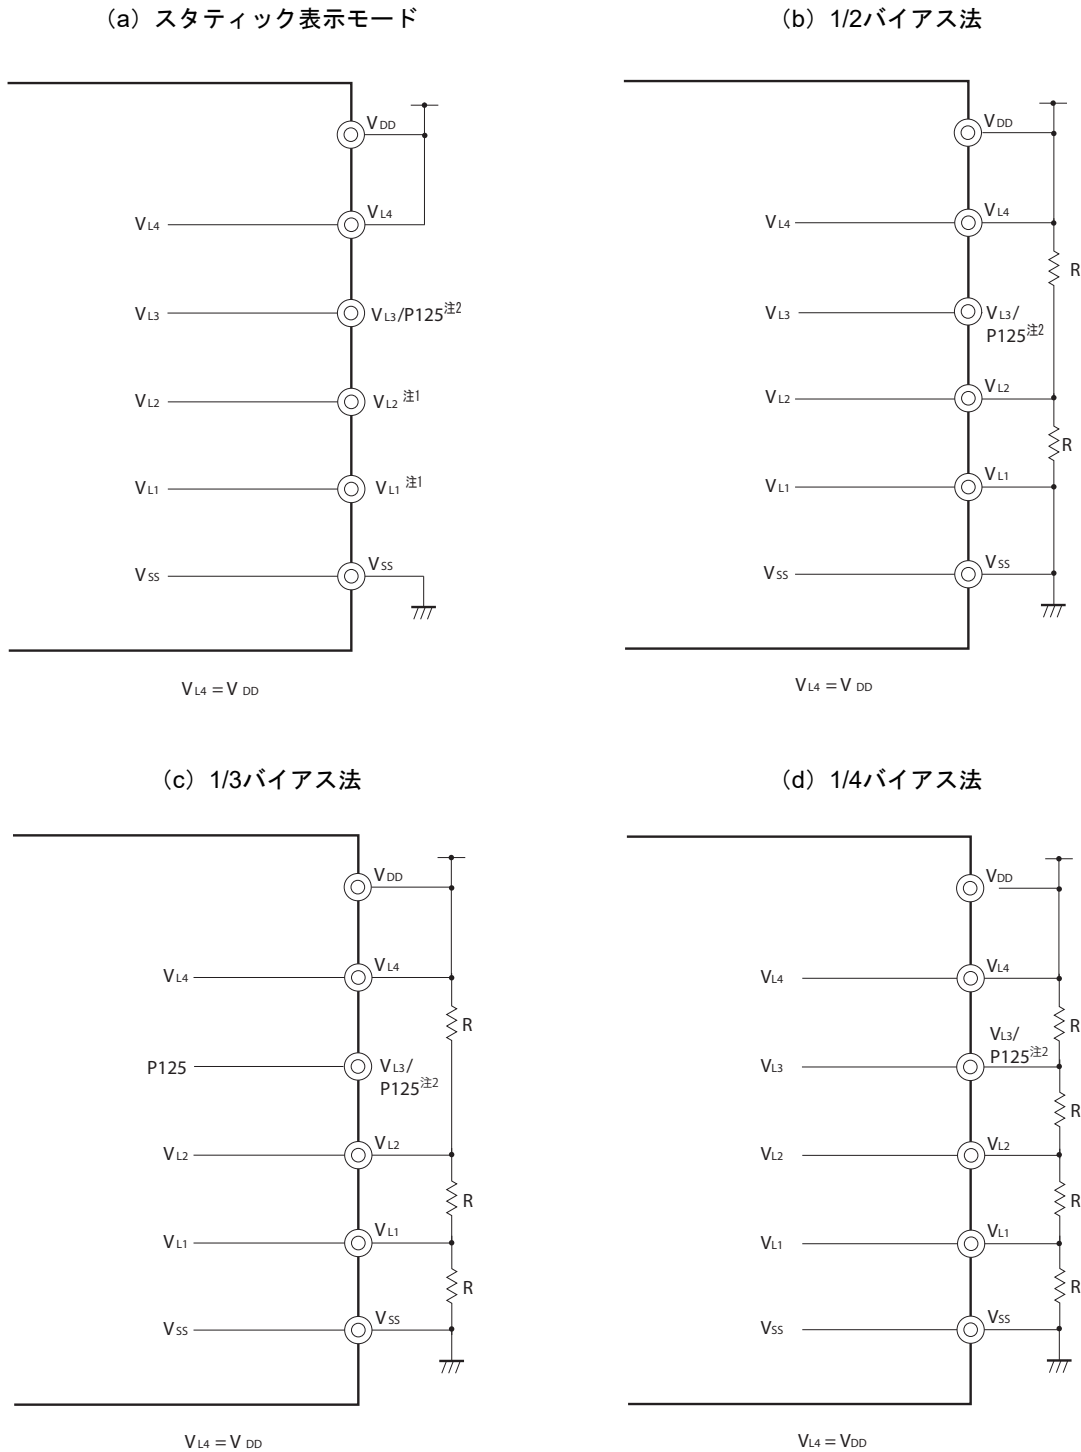 (a) スタティック表示モード
VDD
VL4 VL4
VL3 VL3/P125注2
VL2 VL2 注1
VL1 VL1 注1
VSS VSS
VL4 = V DD
(b) 1/2バイアス法
VDD
VL4 VL4
R
VL3 VL3/
P125注2
VL2 VL2
R
VL1 VL1
VSS VSS
VL4 = V DD
(c) 1/3バイアス法
VDD
VL4 VL4
R
P125 VL3/
P125注2
VL2 VL2
R
VL1 VL1
R
VSS VSS
VL4 = V DD
(d) 1/4バイアス法
VDD
VL4 VL4
R
VL3/
P125注2
VL3
R
VL2 VL2
R
VL1 VL1
R
VSS VSS
VL4 = VDD